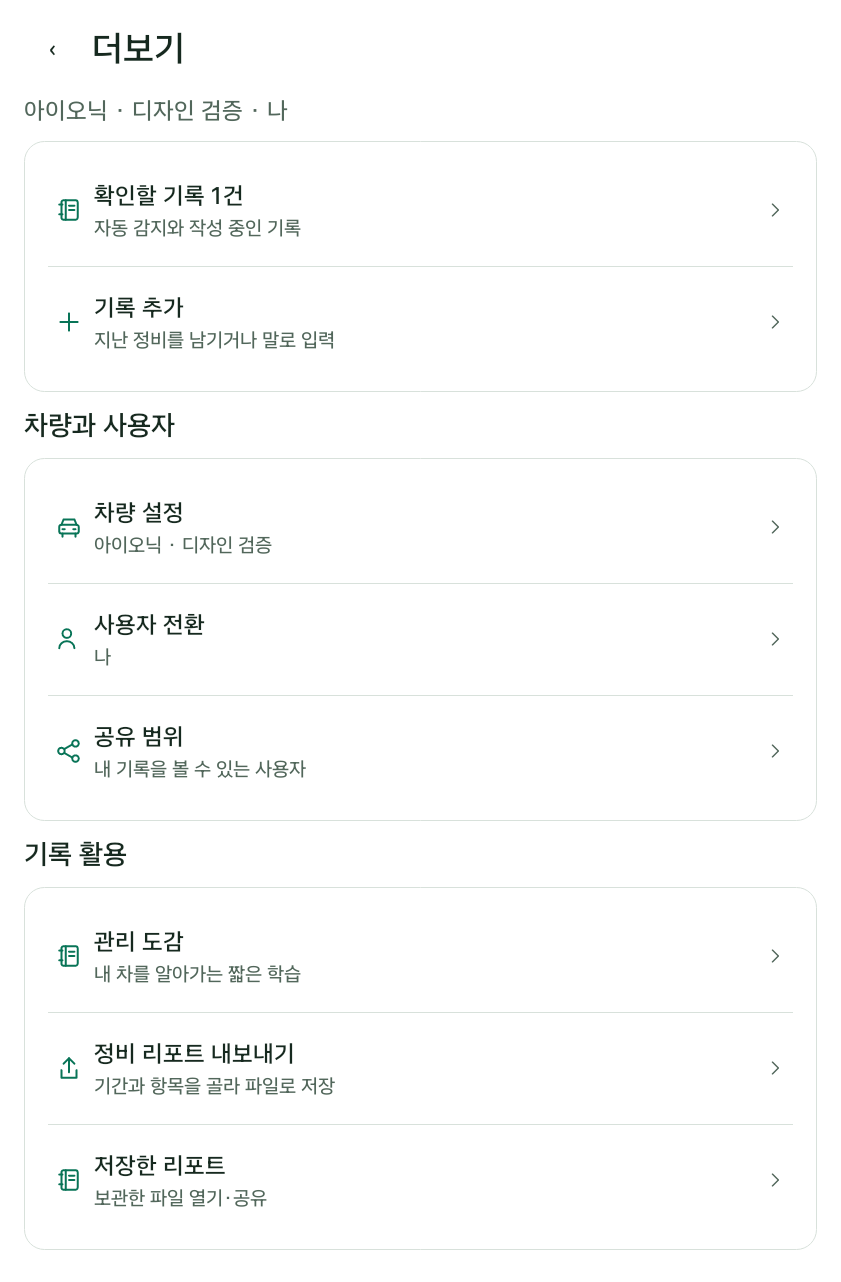 더보기
아이오닉 · 디자인 검증 · 나
확인할 기록 1건
자동 감지와 작성 중인 기록
기록 추가
지난 정비를 남기거나 말로 입력
차량과 사용자
차량 설정
아이오닉 · 디자인 검증
사용자 전환
나
공유 범위
내 기록을 볼 수 있는 사용자
기록 활용
관리 도감
내 차를 알아가는 짧은 학습
정비 리포트 내보내기
기간과 항목을 골라 파일로 저장
저장한 리포트
보관한 파일 열기·공유